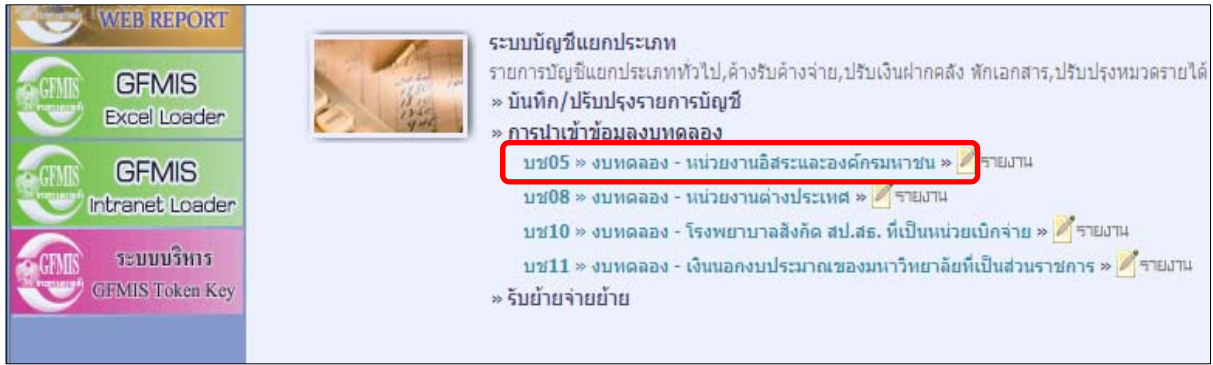 WEB REPORT
GFMIS
GFMIS
Excel Loader
GFMIS
GFMIS
Intranet Loader
GFMIS
ระบบบริหาร
GFMIS Token Key
ระบบบัญชีแยกประเภท
รายการบัญชีแยกประเภททั่วไป,ค้างรับค้างจ่าย,ปรับเงินฝากคลัง พักเอกสาร,ปรับปรุงหมวดรายได้
» บันทึก/ปรับปรุงรายการบัญชี
» การนำเข้าข้อมูลงบทดลอง
บช05 » งบทดลอง - หน่วยงานอิสระและองค์กรมหาชน » รายงาน
บช08 » งบทดลอง - หน่วยงานต่างประเทศ » รายงาน
บช10 » งบทดลอง - โรงพยาบาลสังกัด สป.สธ. ที่เป็นหน่วยเบิกจ่าย » รายงาน
บช11 » งบทดลอง - เงินนอกงบประมาณของมหาวิทยาลัยที่เป็นส่วนราชการ » รายงาน
» รับย้ายจ่ายย้าย